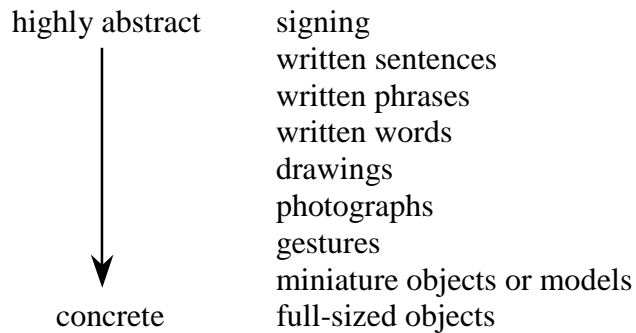 highly abstract signing
written sentences
written phrases
written words
drawings
photographs
gestures
miniature objects or models
concrete full-sized objects